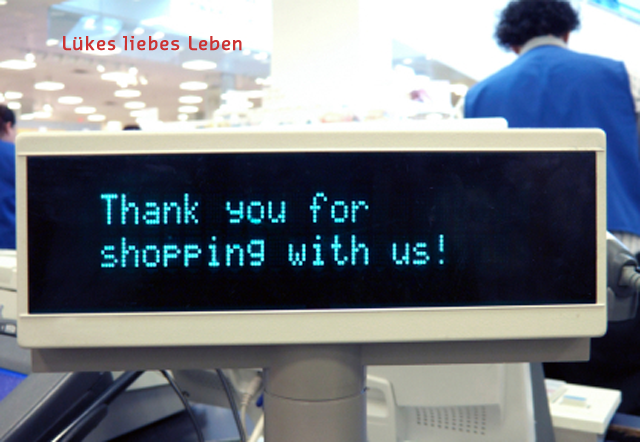 Lükes liebes Leben
Thank you for
shopping with us!